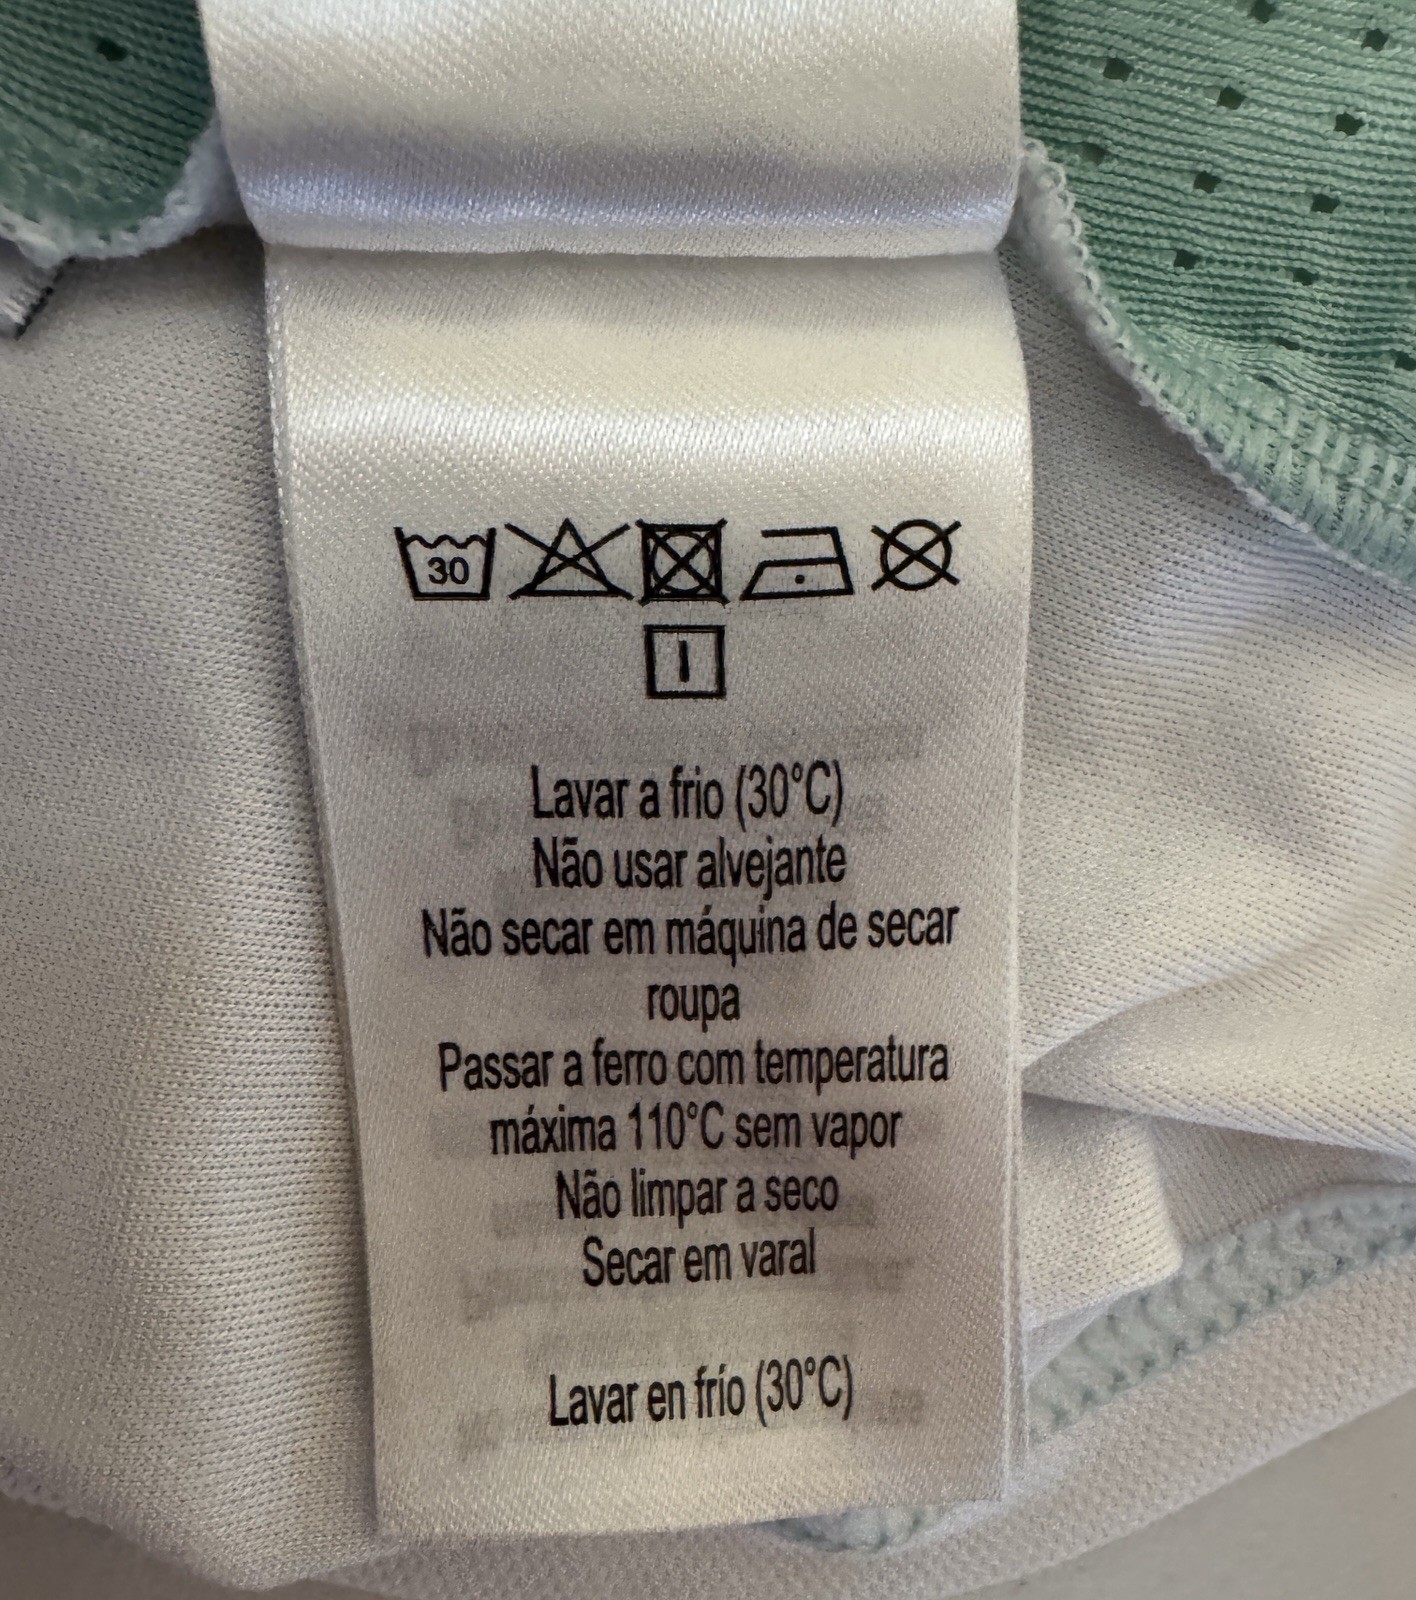 30
Lavar a frio (30°C)
Não usar alvejante
Não secar em máquina de secar
roupa
Passar a ferro com temperatura
máxima 110°C sem vapor
Não limpar a seco
Secar em varal
Lavar en frío (30°C)